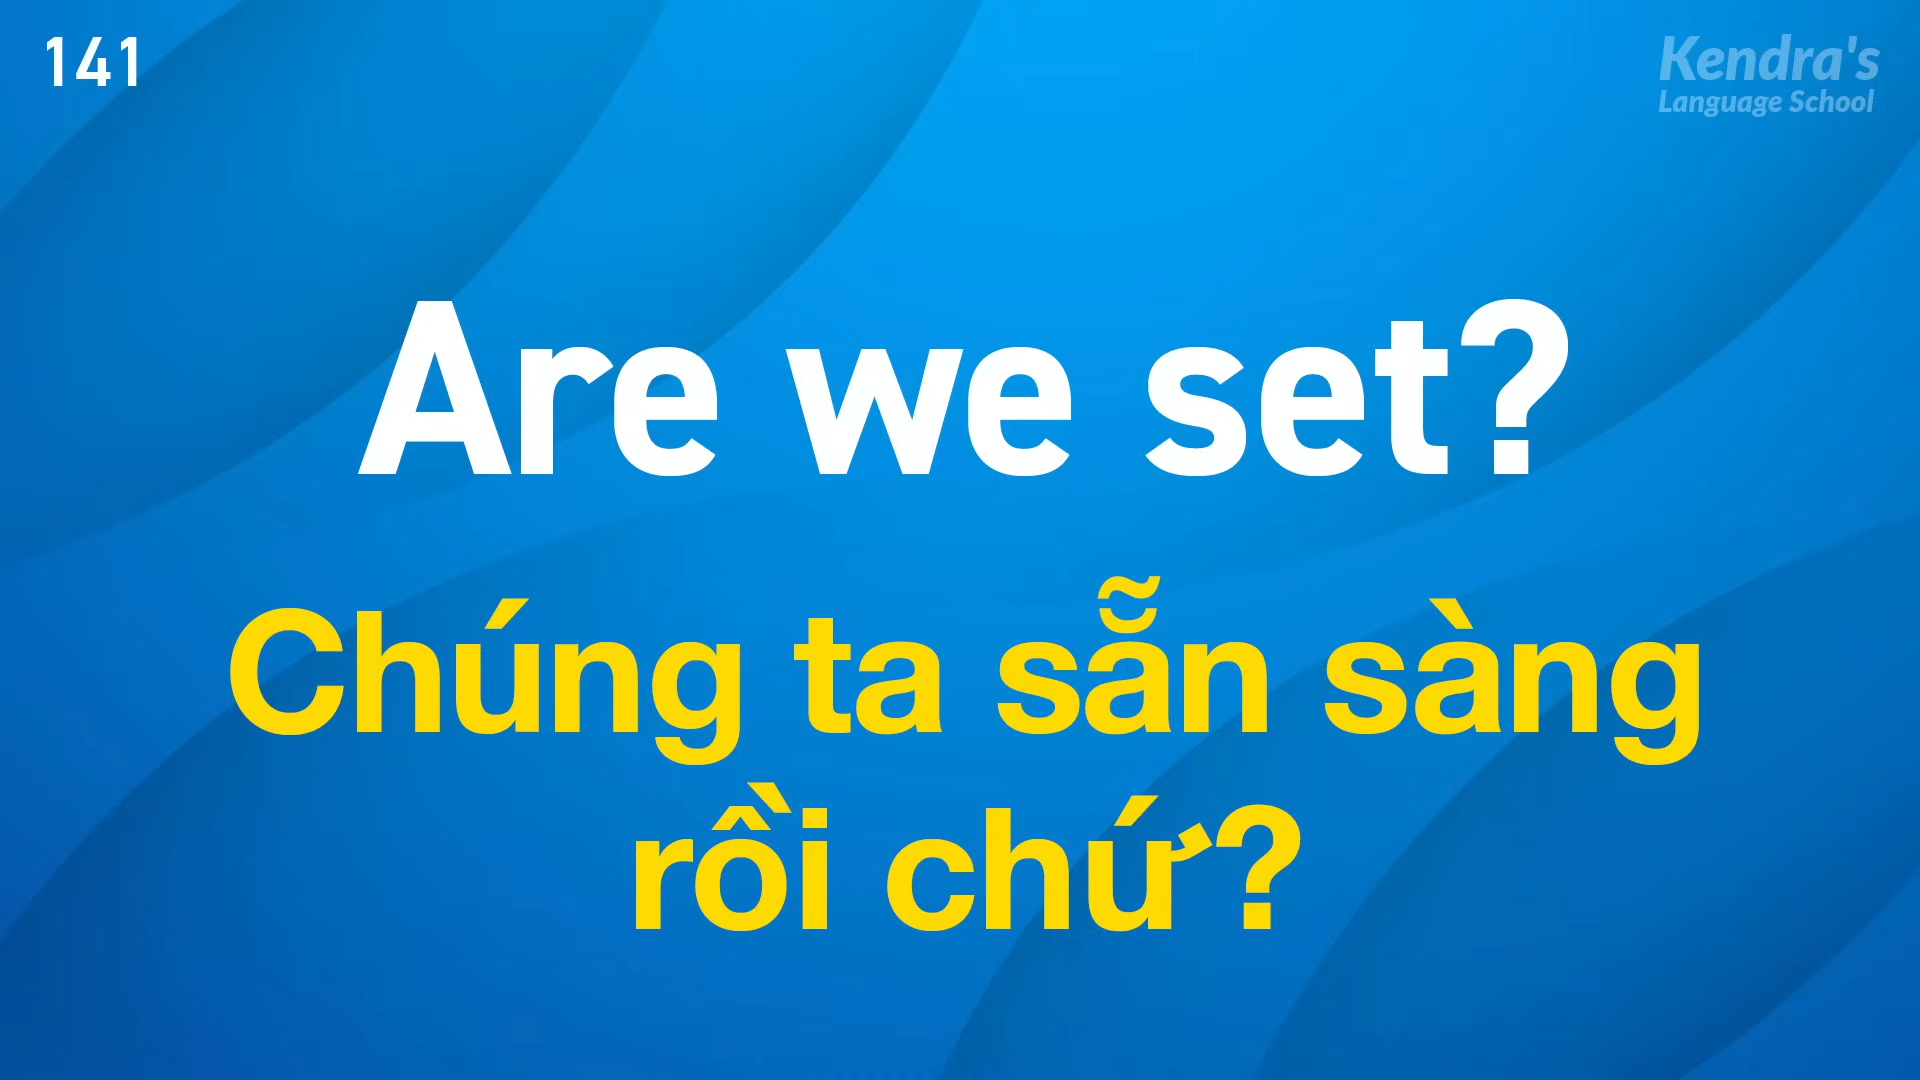 141
Kendra's
Language School
Are we set?
Chúng ta sẵn sàng
rồi chứ?